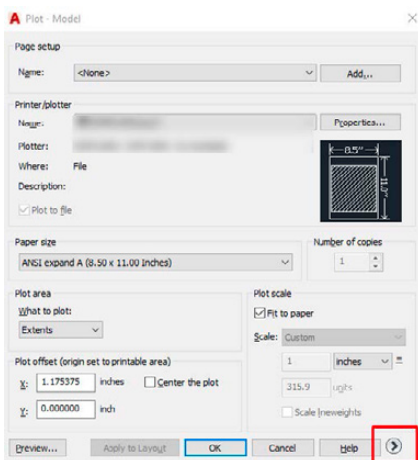 A Plot - Model
Page setup
Name: <None> Add...
Printer/plotter
Name: Properties...
Plotter:
Where: File
Description:
Plot to file
8.5"
11.0"
Paper size
ANSI expand A (8.50 x 11.00 Inches)
Number of copies
1
Plot area
What to plot:
Extents
Plot scale
Fit to paper
Scale: Custom
1 inches =
315.9 units
Scale lineweights
Plot offset (origin set to printable area)
X: 1.175375 inches Center the plot
Y: 0.000000 inch
Preview... Apply to Layout OK Cancel Help